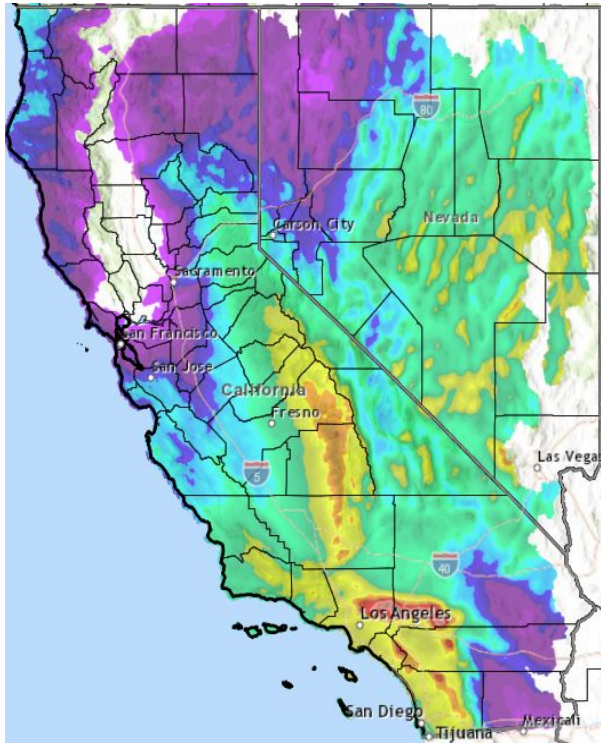 80
Nevada
Carson City
Sacramento
San Francisco
San Jose
California
Fresno
5
Las Vegas
40
Los Angeles
San Diego
Tijuana
Mexicali